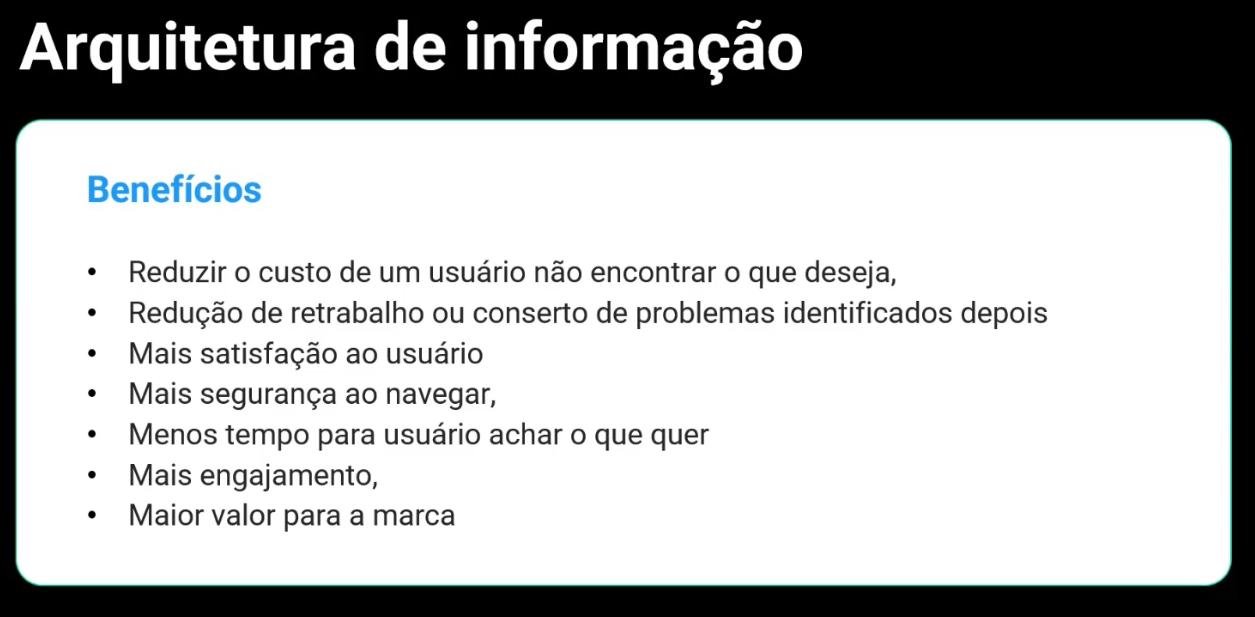 Arquitetura de informação
Benefícios
• Reduzir o custo de um usuário não encontrar o que deseja,
• Redução de retrabalho ou conserto de problemas identificados depois
• Mais satisfação ao usuário
• Mais segurança ao navegar,
• Menos tempo para usuário achar o que quer
• Mais engajamento,
• Maior valor para a marca